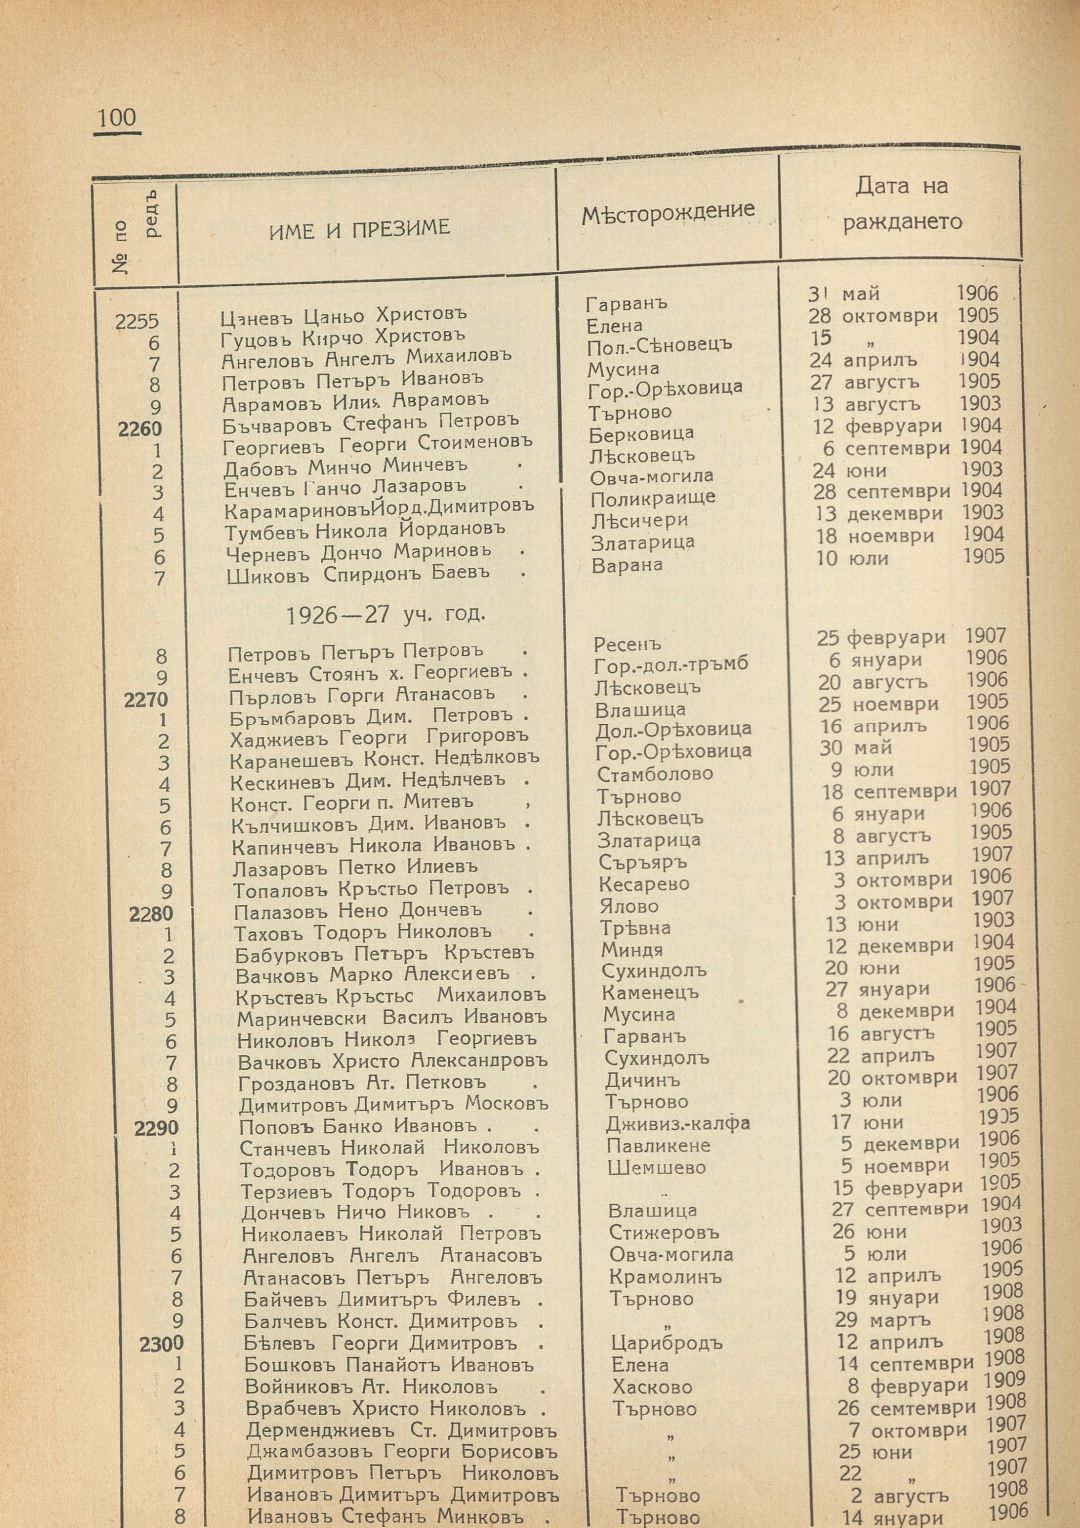 100
№ по редъ ИМЕ И ПРЕЗИМЕ Мѣсторождение Дата на раждането
2255 Цаневъ Цаньо Христовъ Гарванъ 31 май 1906
6 Гуцовъ Кирчо Христовъ Елена 28 октомври 1905
7 Ангеловъ Ангелъ Михаиловъ Пол.-Сѣновецъ 15 „ 1904
8 Петровъ Петъръ Ивановъ Мусина 24 априлъ 1904
9 Аврамовъ Илия Аврамовъ Гор.-Орѣховица 27 августъ 1905
2260 Бъчваровъ Стефанъ Петровъ Търново 13 августъ 1903
1 Георгиевъ Георги Стоименовъ Берковица 12 февруари 1904
2 Дабовъ Минчо Минчевъ . Лѣсковецъ 6 септември 1904
3 Енчевъ Ганчо Лазаровъ . Овча-могила 24 юни 1903
4 КарамариновъЙорд.Димитровъ Поликраище 28 септември 1904
5 Тумбевъ Никола Йордановъ Лѣсичери 13 декември 1903
6 Черневъ Дончо Мариновъ . Златарица 18 ноември 1904
7 Шиковъ Спирдонъ Баевъ . Варана 10 юли 1905
1926—27 уч. год.
8 Петровъ Петъръ Петровъ . Ресенъ 25 февруари 1907
9 Енчевъ Стоянъ х. Георгиевъ . Гор.-дол.-тръмб 6 януари 1906
2270 Пърловъ Горги Атанасовъ . Лѣсковецъ 20 августъ 1906
1 Бръмбаровъ Дим. Петровъ . Влашица 25 ноември 1905
2 Хаджиевъ Георги Григоровъ Дол.-Орѣховица 16 априлъ 1906
3 Каранешевъ Конст. Недѣлковъ Гор.-Орѣховица 30 май 1905
4 Кескиневъ Дим. Недѣлчевъ . Стамболово 9 юли 1905
5 Конст. Георги п. Митевъ , Търново 18 септември 1907
6 Кълчишковъ Дим. Ивановъ . Лѣсковецъ 6 януари 1906
7 Капинчевъ Никола Ивановъ . Златарица 8 августъ 1905
8 Лазаровъ Петко Илиевъ Съръяръ 13 априлъ 1907
9 Топаловъ Кръстьо Петровъ . Кесарево 3 октомври 1906
2280 Палазовъ Нено Дончевъ . Ялово 3 октомври 1907
1 Таховъ Тодоръ Николовъ . Трѣвна 13 юни 1903
2 Бабурковъ Петъръ Кръстевъ Миндя 12 декември 1904
3 Вачковъ Марко Алексиевъ . Сухиндолъ 20 юни 1905
4 Кръстевъ Кръстьс Михаиловъ Каменецъ 27 януари 1906
5 Маринчевски Василъ Ивановъ Мусина 8 декември 1904
6 Николовъ Никола Георгиевъ Гарванъ 16 августъ 1905
7 Вачковъ Христо Александровъ Сухиндолъ 22 априлъ 1907
8 Гроздановъ Ат. Петковъ . Дичинъ 20 октомври 1907
9 Димитровъ Димитъръ Московъ Търново 3 юли 1906
2290 Поповъ Банко Ивановъ . . Дживиз.-калфа 17 юни 1905
1 Станчевъ Николай Николовъ Павликене 5 декември 1906
2 Тодоровъ Тодоръ Ивановъ . Шемшево 5 ноември 1905
3 Терзиевъ Тодоръ Тодоровъ . „ 15 февруари 1905
4 Дончевъ Ничо Никовъ . . Влашица 27 септември 1904
5 Николаевъ Николай Петровъ Стижеровъ 26 юни 1903
6 Ангеловъ Ангелъ Атанасовъ Овча-могила 5 юли 1906
7 Атанасовъ Петъръ Ангеловъ Крамолинъ 12 априлъ
8 Байчевъ Димитъръ Филевъ . Търново 19 януари 1908
9 Балчевъ Конст. Димитровъ . „ 29 мартъ 1908
2300 Бѣлевъ Георги Димитровъ . Царибродъ 12 априлъ 1908
1 Бошковъ Панайотъ Ивановъ Елена 14 септември 1908
2 Войниковъ Ат. Николовъ . Хасково 8 февруари 1909
3 Врабчевъ Христо Николовъ . Търново 26 семтември 1908
4 Дерменджиевъ Ст. Димитровъ „ 7 октомври 1907
5 Джамбазовъ Георги Борисовъ „ 25 юни 1907
6 Димитровъ Петъръ Николовъ „ 22 „ 1907
7 Ивановъ Димитъръ Димитровъ Търново 2 августъ 1908
8 Ивановъ Стефанъ Минковъ . Търново 14 януари 1906